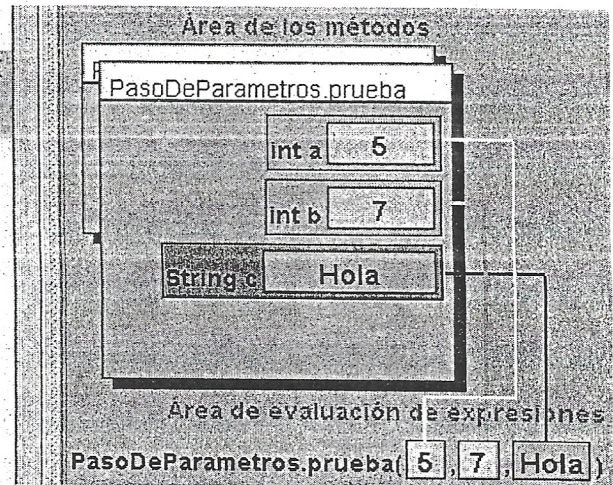 Área de los métodos
PasoDeParametros.prueba
int a 5
int b 7
String c Hola
Área de evaluación de expresiones
PasoDeParametros.prueba( 5 , 7 , Hola )